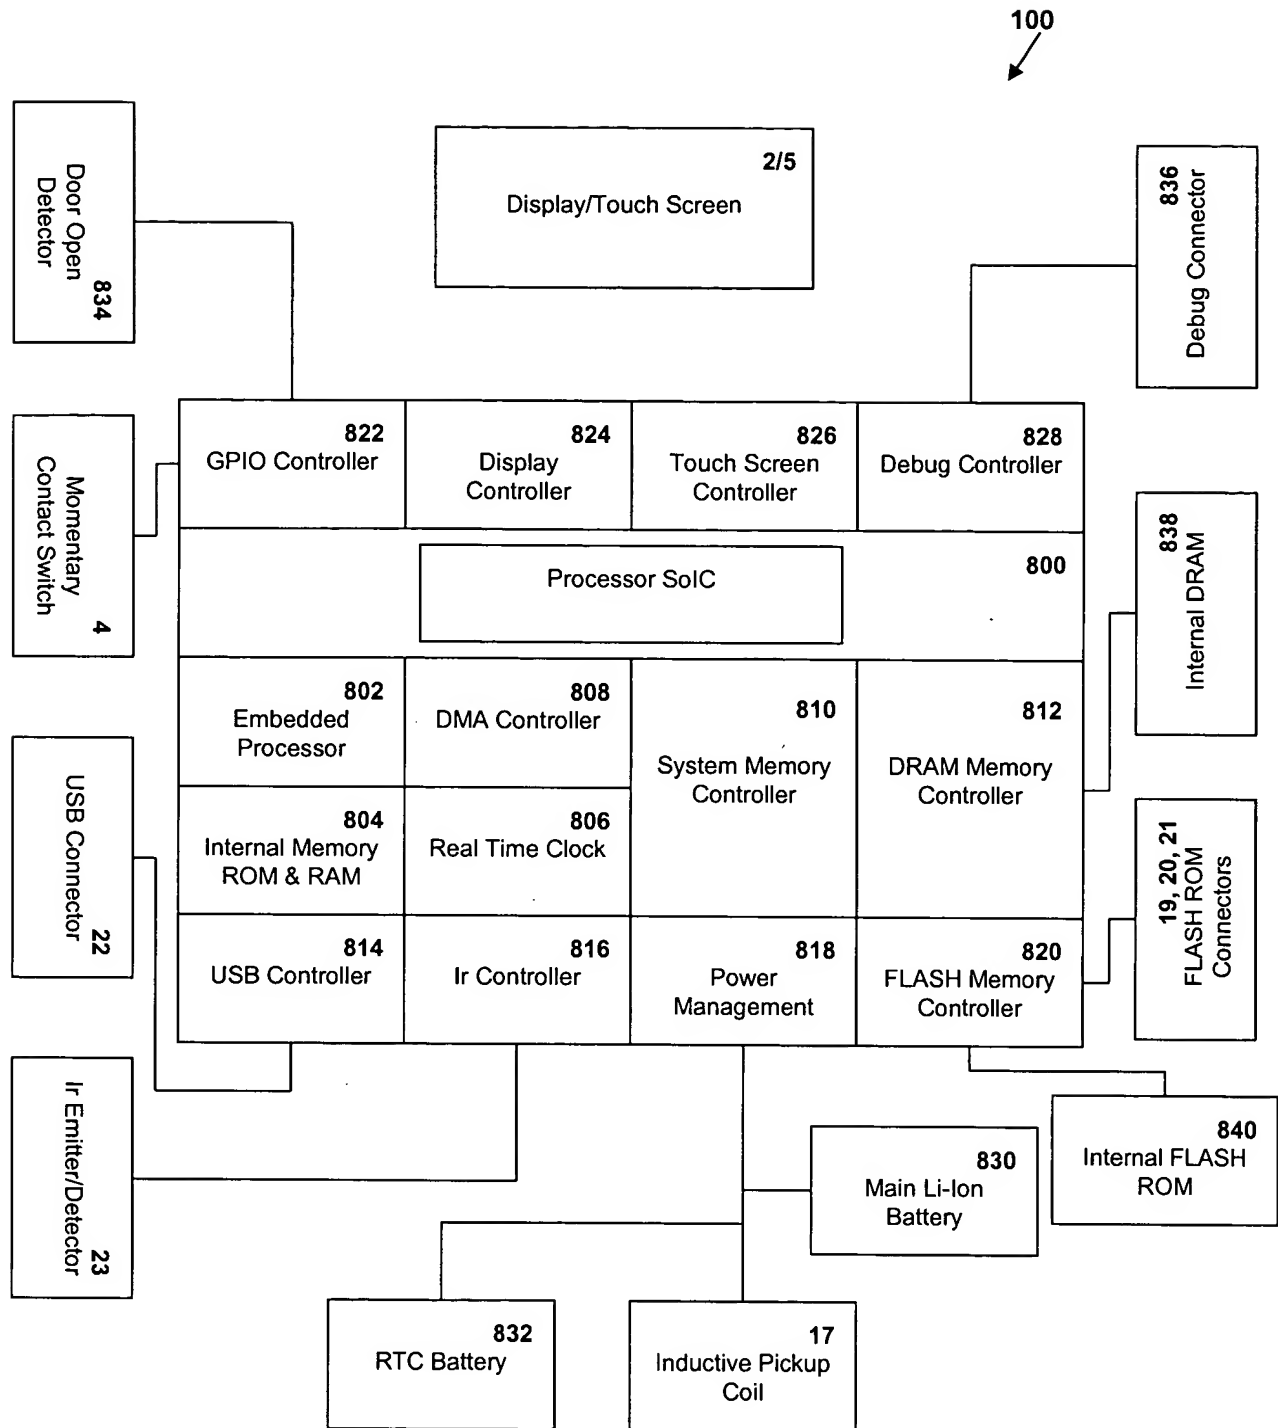 100
2/5
Display/Touch Screen
Door Open
Detector
834
836
Debug Connector
822
GPIO Controller
824
Display
Controller
826
Touch Screen
Controller
828
Debug Controller
Momentary
Contact Switch
4
800
Processor SoIC
838
Internal DRAM
802
Embedded
Processor
808
DMA Controller
810
System Memory
Controller
812
DRAM Memory
Controller
804
Internal Memory
ROM & RAM
806
Real Time Clock
USB Connector
22
19, 20, 21
FLASH ROM
Connectors
814
USB Controller
816
Ir Controller
818
Power
Management
820
FLASH Memory
Controller
Ir Emitter/Detector
23
830
Main Li-Ion
Battery
840
Internal FLASH
ROM
832
RTC Battery
17
Inductive Pickup
Coil